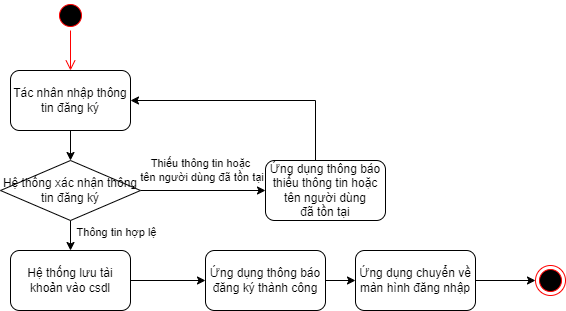 Tác nhân nhập thông
tin đăng ký
Hệ thống xác nhận thông
tin đăng ký
Thiếu thông tin hoặc
tên người dùng đã tồn tại
Ứng dụng thông báo
thiếu thông tin hoặc
tên người dùng
đã tồn tại
Thông tin hợp lệ
Hệ thống lưu tài
khoản vào csdl
Ứng dụng thông báo
đăng ký thành công
Ứng dụng chuyển về
màn hình đăng nhập